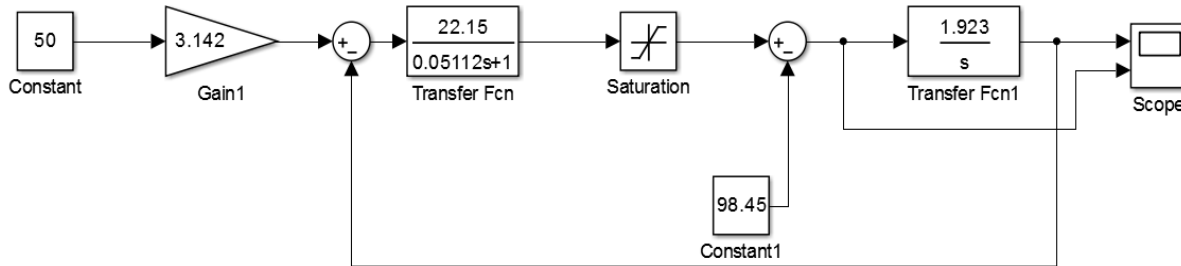 50
Constant
3.142
Gain1
+
−
22.15
0.05112s+1
Transfer Fcn
Saturation
+
−
1.923
s
Transfer Fcn1
Scope
98.45
Constant1